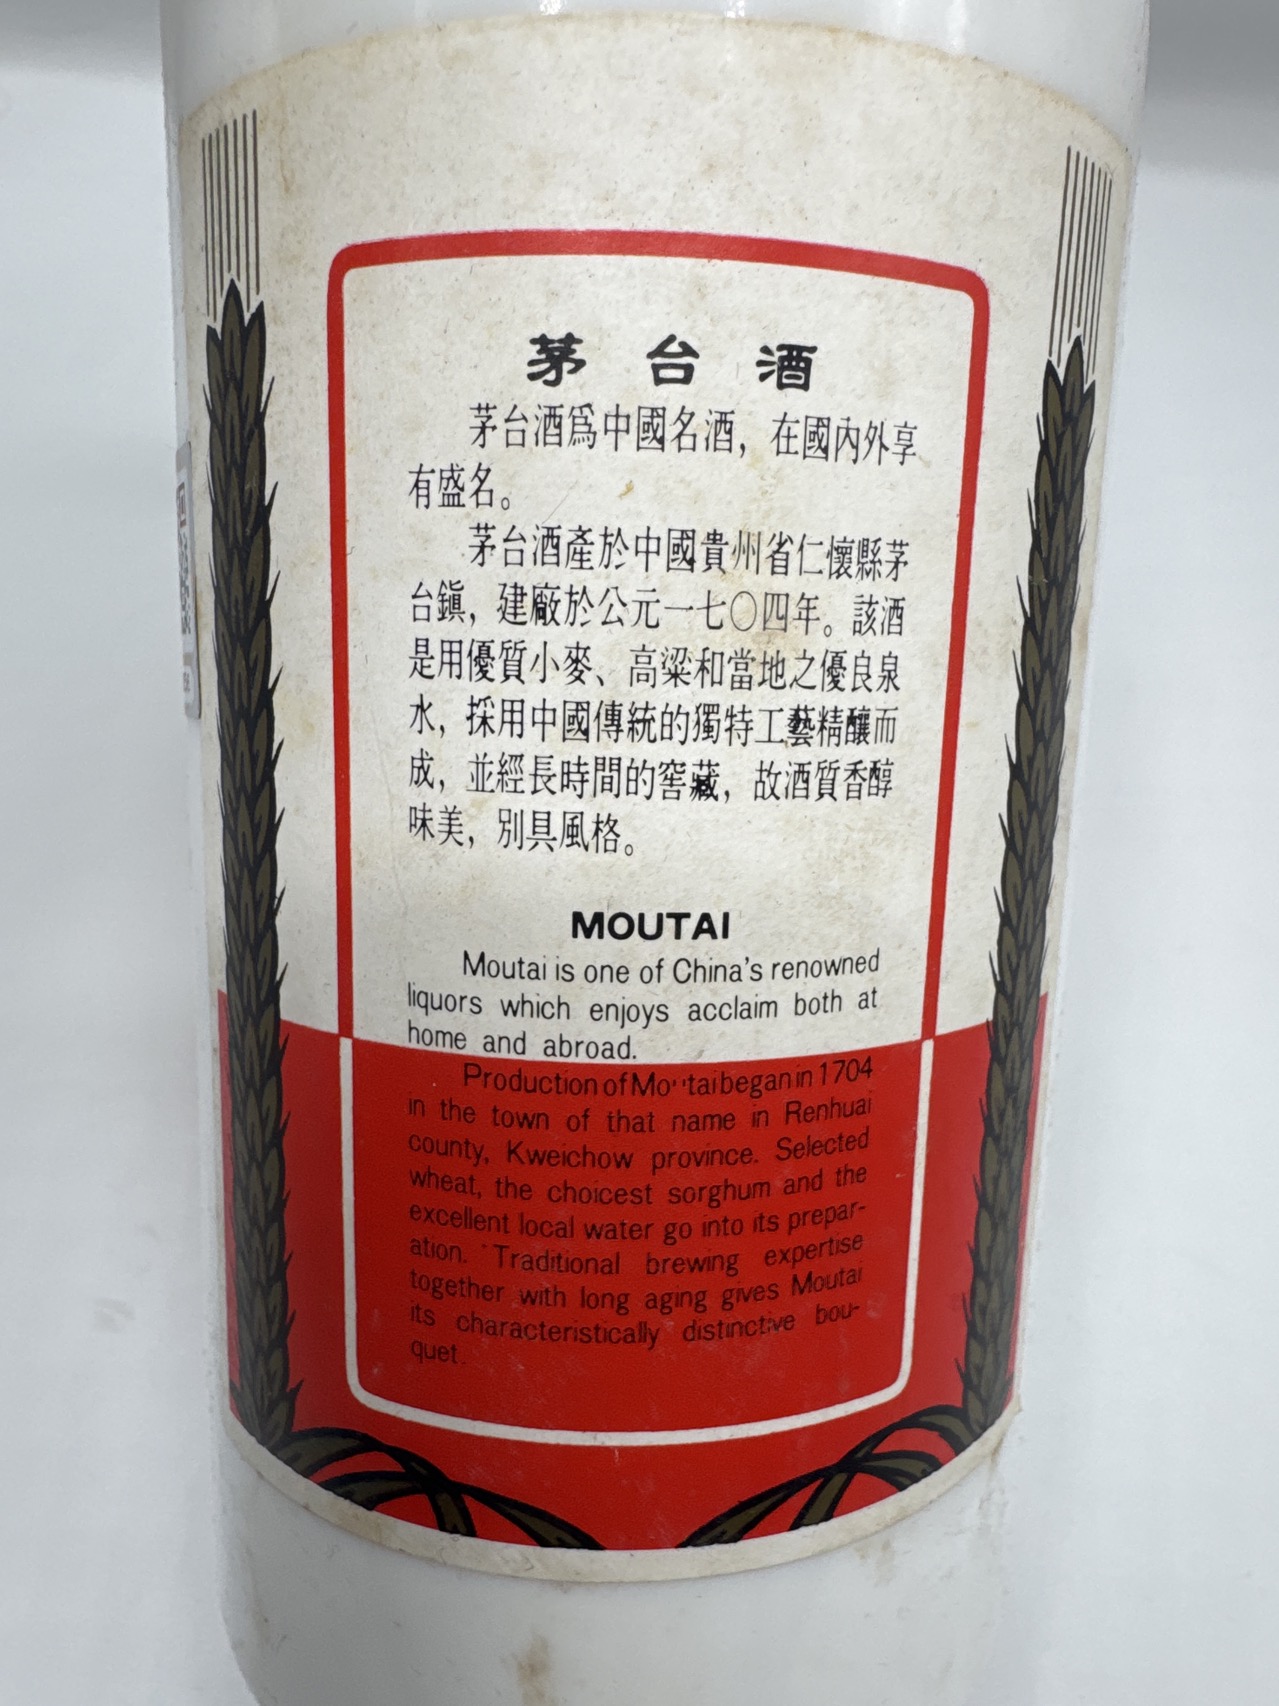 茅台酒
茅台酒爲中國名酒，在國內外享
有盛名。
茅台酒產於中國貴州省仁懷縣茅
台鎮，建廠於公元一七〇四年。該酒
是用優質小麥、高粱和當地之優良泉
水，採用中國傳統的獨特工藝精釀而
成，並經長時間的窖藏，故酒質香醇
味美，別具風格。
MOUTAI
Moutai is one of China's renowned
liquors which enjoys acclaim both at
home and abroad.
Production of Moutai began in 1704
in the town of that name in Renhuai
county, Kweichow province. Selected
wheat, the choicest sorghum and the
excellent local water go into its prepar-
ation. Traditional brewing expertise
together with long aging gives Moutai
its characteristically distinctive bou-
quet.